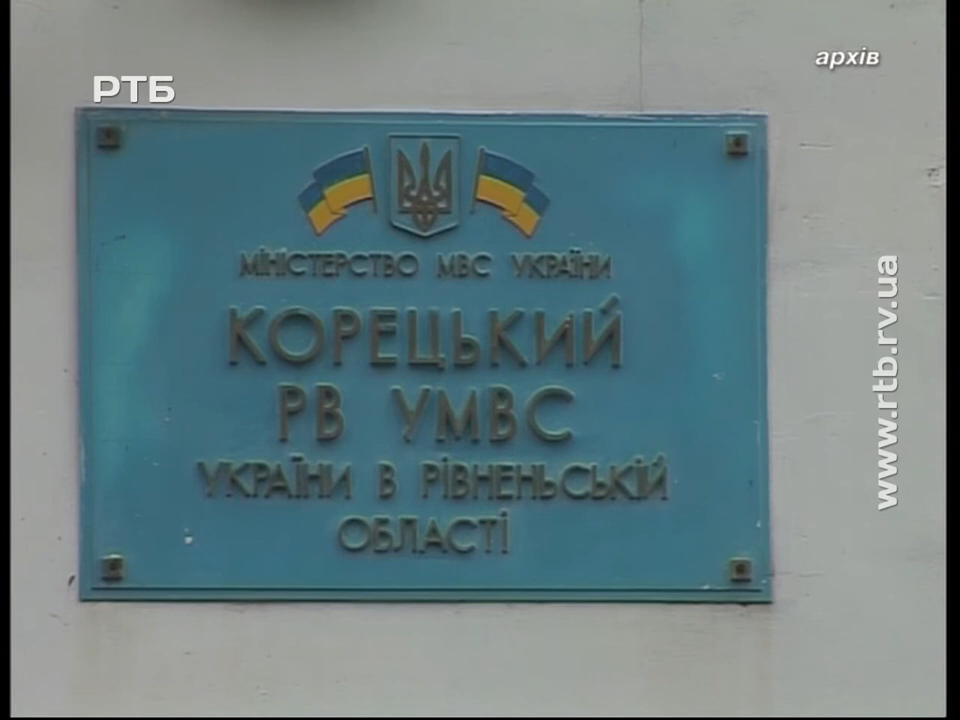 РТБ
архів
МІНІСТЕРСТВО МВС УКРАЇНИ
КОРЕЦЬКИЙ
РВ УМВС
УКРАЇНИ В РІВНЕНЬСЬКІЙ
ОБЛАСТІ
www.rtb.rv.ua